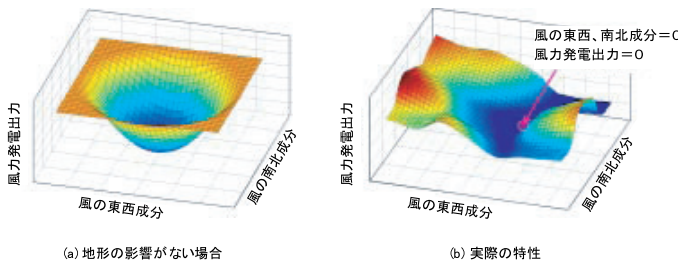 風の東西、南北成分＝0
風力発電出力＝0
風力発電出力
風の東西成分
風の南北成分
風力発電出力
風の東西成分
風の南北成分
(a) 地形の影響がない場合
(b) 実際の特性